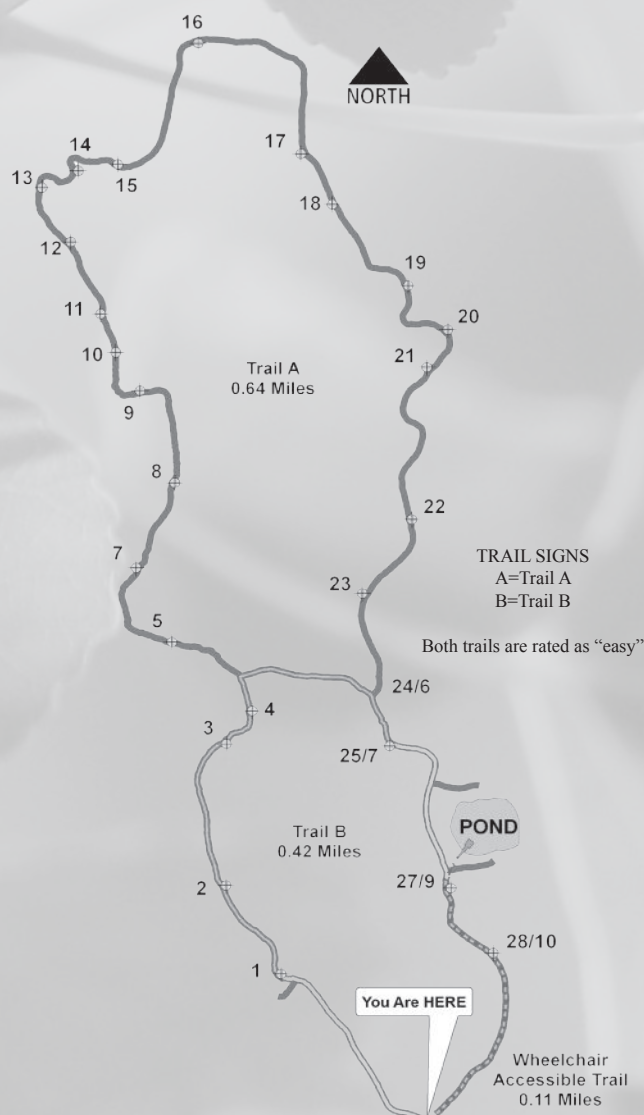 16
NORTH
17
14
15
13
18
12
19
11
20
10
21
Trail A
0.64 Miles
9
8
22
7
TRAIL SIGNS
A=Trail A
B=Trail B
23
5
Both trails are rated as “easy”
24/6
4
3
25/7
Trail B
0.42 Miles
POND
2
27/9
28/10
1
You Are HERE
Wheelchair
Accessible Trail
0.11 Miles